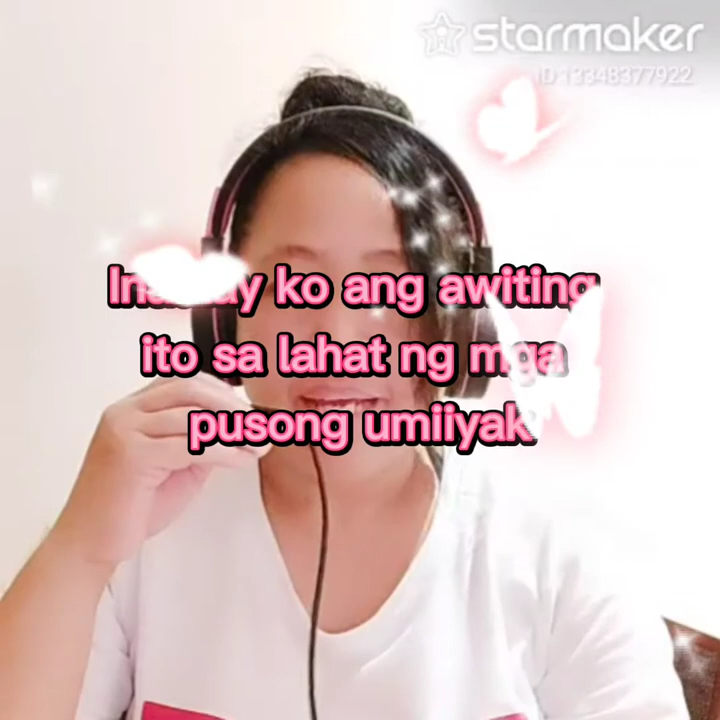 starmaker
ID:13348377922
ko ang awiting
ito sa lahat ng mga
pusong umiiyak